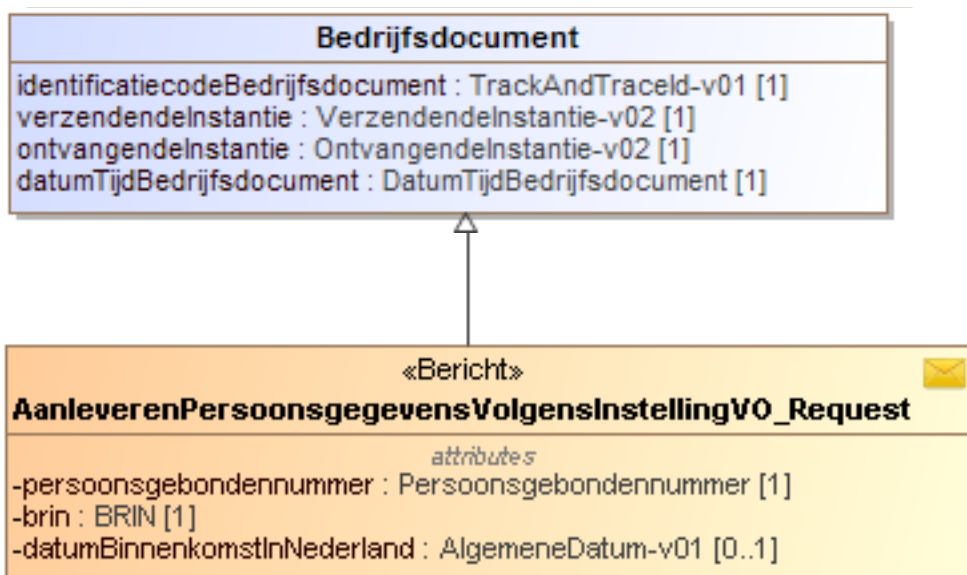 Bedrijfsdocument
identificatiecodeBedrijfsdocument : TrackAndTraceId-v01 [1]
verzendendeInstantie : VerzendendeInstantie-v02 [1]
ontvangendeInstantie : OntvangendeInstantie-v02 [1]
datumTijdBedrijfsdocument : DatumTijdBedrijfsdocument [1]
«Bericht»
AanleverenPersoonsgegevensVolgensInstellingVO_Request
attributes
-persoonsgebondennummer : Persoonsgebondennummer [1]
-brin : BRIN [1]
-datumBinnenkomstInNederland : AlgemeneDatum-v01 [0..1]